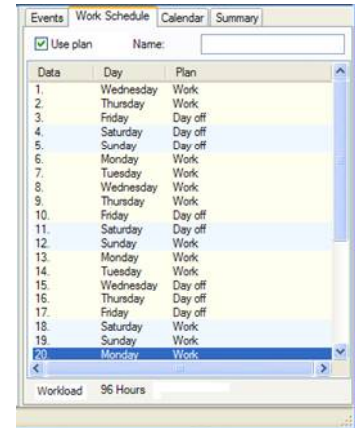 Events Work Schedule Calendar Summary
Use plan Name:
Data Day Plan
1. Wednesday Work
2. Thursday Work
3. Friday Day off
4. Saturday Day off
5. Sunday Day off
6. Monday Work
7. Tuesday Work
8. Wednesday Work
9. Thursday Work
10. Friday Day off
11. Saturday Day off
12. Sunday Work
13. Monday Work
14. Tuesday Work
15. Wednesday Day off
16. Thursday Day off
17. Friday Day off
18. Saturday Work
19. Sunday Work
20. Monday Work
Workload 96 Hours